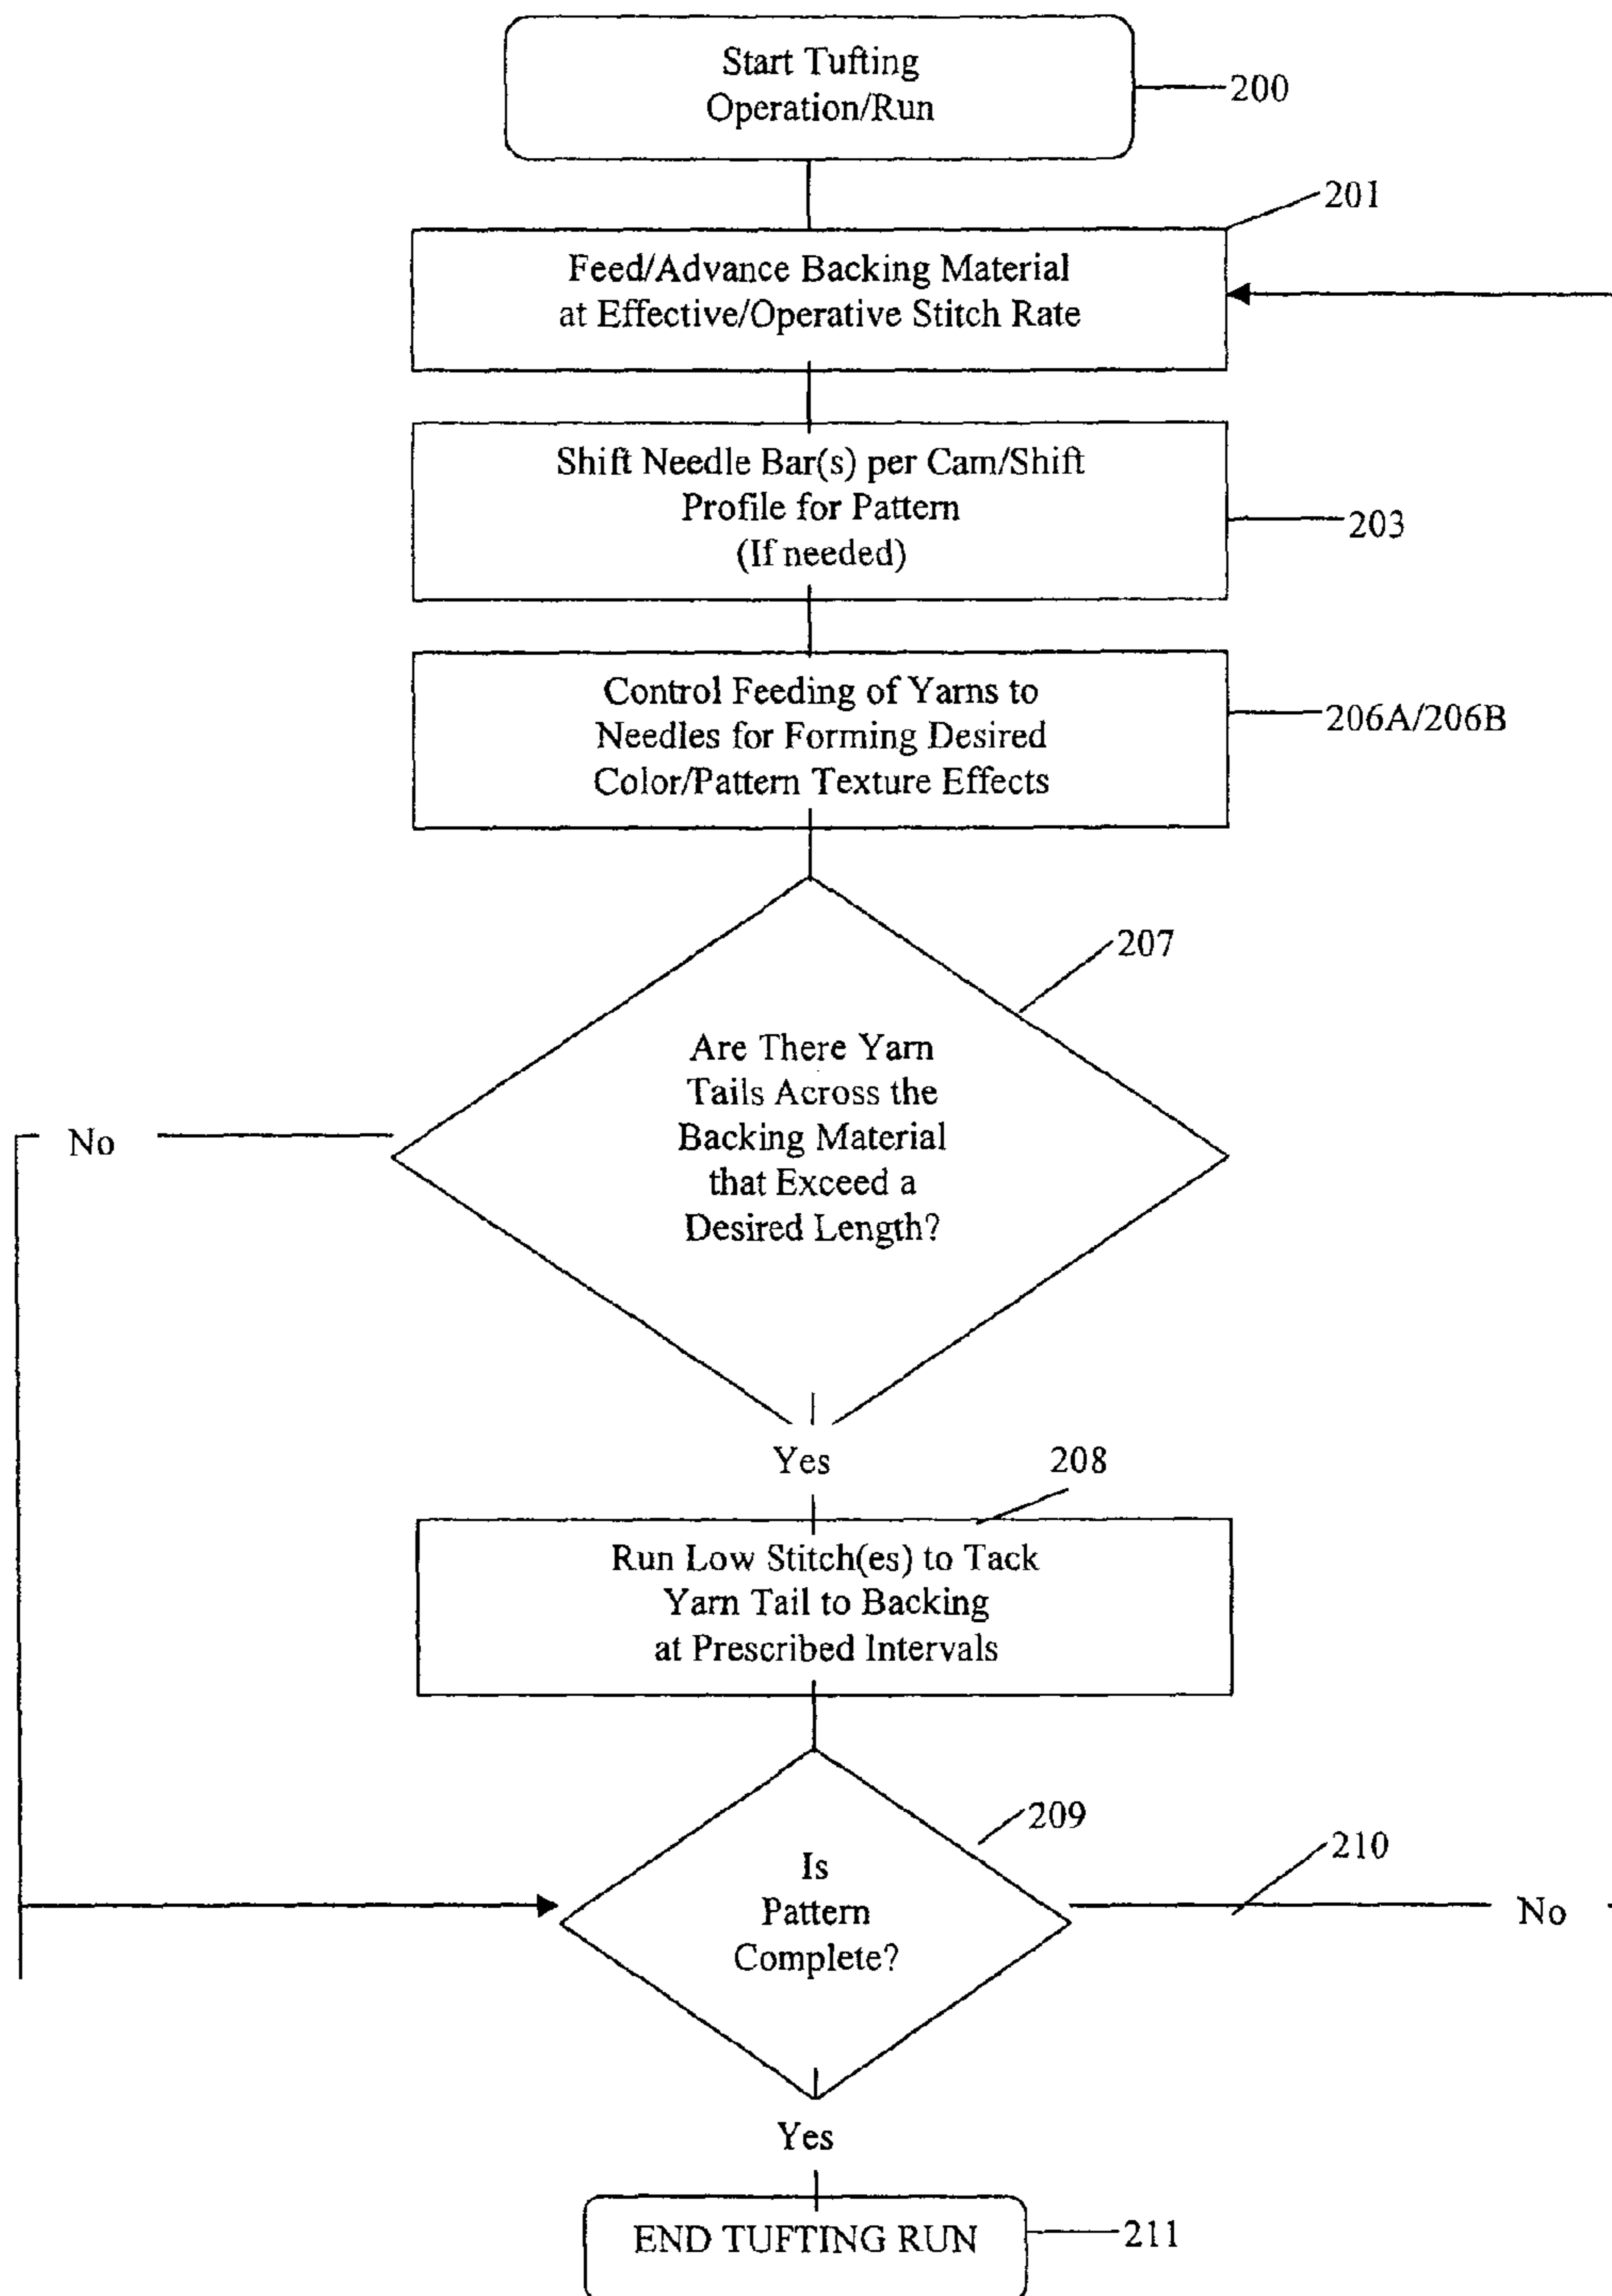 Start Tufting
Operation/Run
200
201
Feed/Advance Backing Material
at Effective/Operative Stitch Rate
Shift Needle Bar(s) per Cam/Shift
Profile for Pattern
(If needed)
203
Control Feeding of Yarns to
Needles for Forming Desired
Color/Pattern Texture Effects
206A/206B
207
Are There Yarn
Tails Across the
Backing Material
that Exceed a
Desired Length?
No
Yes
208
Run Low Stitch(es) to Tack
Yarn Tail to Backing
at Prescribed Intervals
209
Is
Pattern
Complete?
210
No
Yes
END TUFTING RUN
211